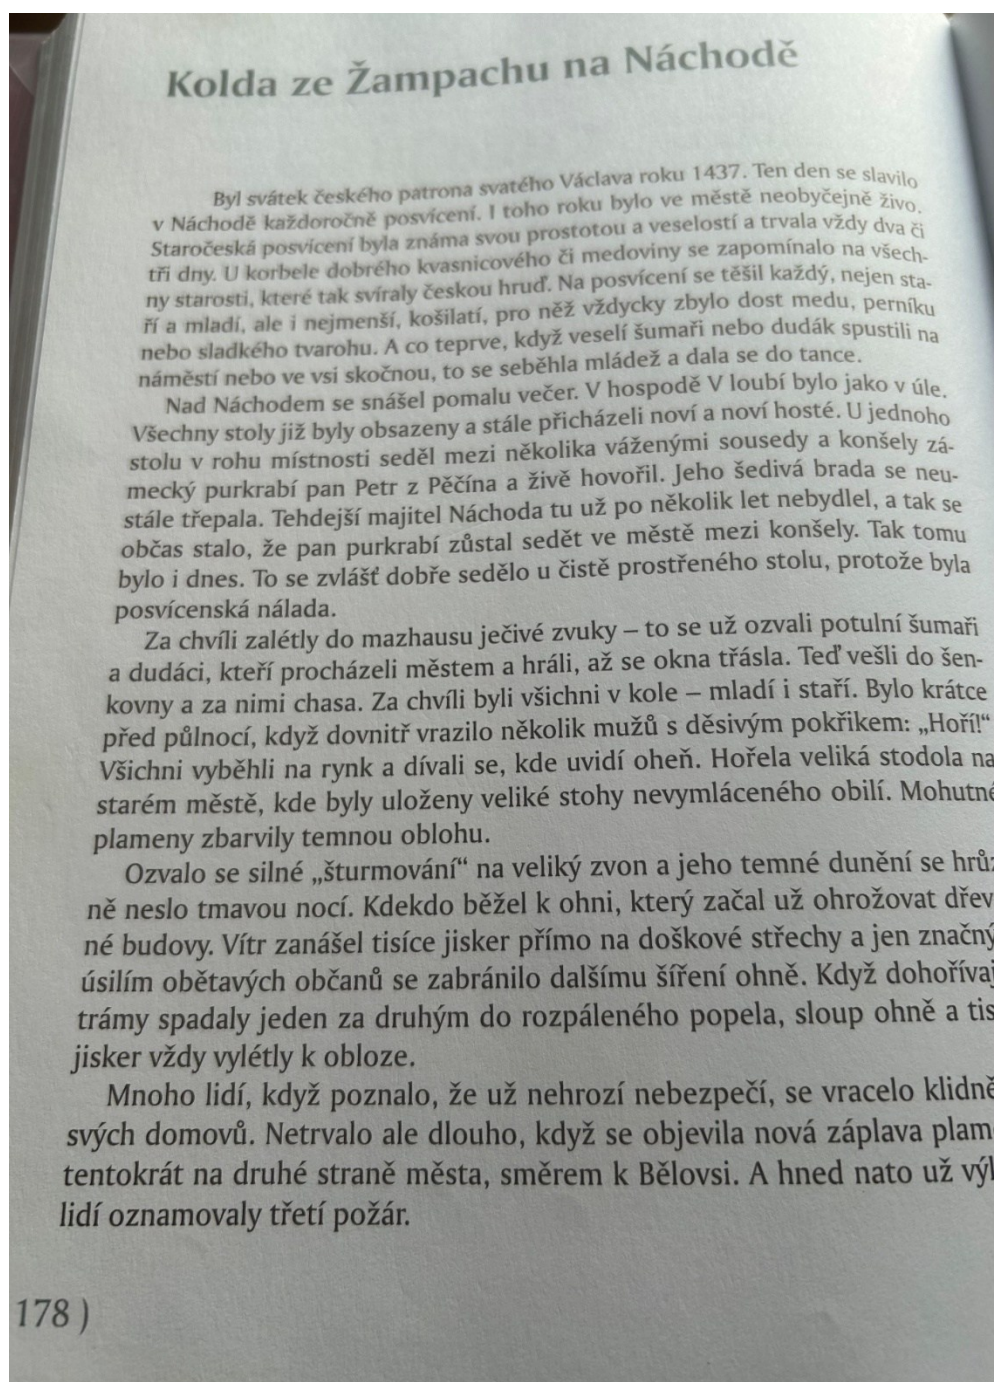 Kolda ze Žampachu na Náchodě
Byl svátek českého patrona svatého Václava roku 1437. Ten den se slavilo
v Náchodě každoročně posvícení. I toho roku bylo ve městě neobyčejně živo.
Staročeská posvícení byla známa svou prostotou a veselostí a trvala vždy dva či
tři dny. U korbele dobrého kvasnicového či medoviny se zapomínalo na všech-
ny starosti, které tak svíraly českou hruď. Na posvícení se těšil každý, nejen sta-
ří a mladí, ale i nejmenší, košilatí, pro něž vždycky zbylo dost medu, perníku
nebo sladkého tvarohu. A co teprve, když veselí šumaři nebo dudák spustili na
náměstí nebo ve vsi skočnou, to se seběhla mládež a dala se do tance.
Nad Náchodem se snášel pomalu večer. V hospodě V loubí bylo jako v úle.
Všechny stoly již byly obsazeny a stále přicházeli noví a noví hosté. U jednoho
stolu v rohu místnosti seděl mezi několika váženými sousedy a konšely zá-
mecký purkrabí pan Petr z Pěčína a živě hovořil. Jeho šedivá brada se neu-
stále třepala. Tehdejší majitel Náchoda tu už po několik let nebydlel, a tak se
občas stalo, že pan purkrabí zůstal sedět ve městě mezi konšely. Tak tomu
bylo i dnes. To se zvlášť dobře sedělo u čistě prostřeného stolu, protože byla
posvícenská nálada.
Za chvíli zalétly do mazhausu ječivé zvuky – to se už ozvali potulní šumaři
a dudáci, kteří procházeli městem a hráli, až se okna třásla. Teď vešli do šen-
kovny a za nimi chasa. Za chvíli byli všichni v kole – mladí i staří. Bylo krátce
před půlnocí, když dovnitř vrazilo několik mužů s děsivým pokřikem: „Hoří!“
Všichni vyběhli na rynk a dívali se, kde uvidí oheň. Hořela veliká stodola na
starém městě, kde byly uloženy veliké stohy nevymláceného obilí. Mohutné
plameny zbarvily temnou oblohu.
Ozvalo se silné „šturmování“ na veliký zvon a jeho temné dunění se hrůz
ně neslo tmavou nocí. Kdekdo běžel k ohni, který začal už ohrožovat dřev
né budovy. Vítr zanášel tisíce jisker přímo na doškové střechy a jen značný
úsilím obětavých občanů se zabránilo dalšímu šíření ohně. Když dohořívaj
trámy spadaly jeden za druhým do rozpáleného popela, sloup ohně a tis
jisker vždy vylétly k obloze.
Mnoho lidí, když poznalo, že už nehrozí nebezpečí, se vracelo klidně
svých domovů. Netrvalo ale dlouho, když se objevila nová záplava plam
tentokrát na druhé straně města, směrem k Bělovsi. A hned nato už výk
lidí oznamovaly třetí požár.
178 )